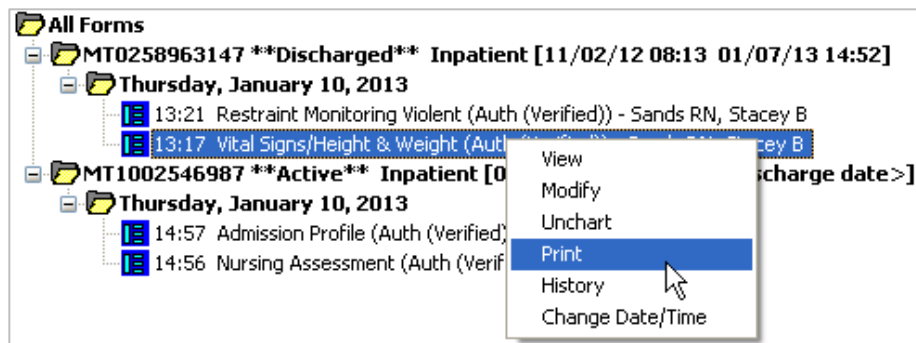 All Forms
MT0258963147 **Discharged** Inpatient [11/02/12 08:13 01/07/13 14:52]
Thursday, January 10, 2013
13:21 Restraint Monitoring Violent (Auth (Verified)) - Sands RN, Stacey B
13:17 Vital Signs/Height & Weight (Auth (Verified)) - Sands RN, Stacey B
MT1002546987 **Active** Inpatient [0 scharge date>]
Thursday, January 10, 2013
14:57 Admission Profile (Auth (Verified)
14:56 Nursing Assessment (Auth (Verif
View
Modify
Unchart
Print
History
Change Date/Time